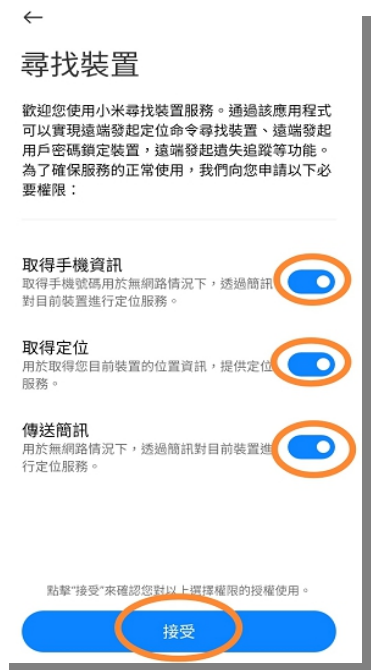 尋找裝置
歡迎您使用小米尋找裝置服務。通過該應用程式
可以實現遠端發起定位命令尋找裝置、遠端發起
用戶密碼鎖定裝置，遠端發起遺失追蹤等功能。
為了確保服務的正常使用，我們向您申請以下必
要權限：
取得手機資訊
取得手機號碼用於無網路情況下，透過簡訊
對目前裝置進行定位服務。
取得定位
用於取得您目前裝置的位置資訊，提供定位
服務。
傳送簡訊
用於無網路情況下，透過簡訊對目前裝置進
行定位服務。
點擊"接受"來確認您對以上選擇權限的授權使用。
接受